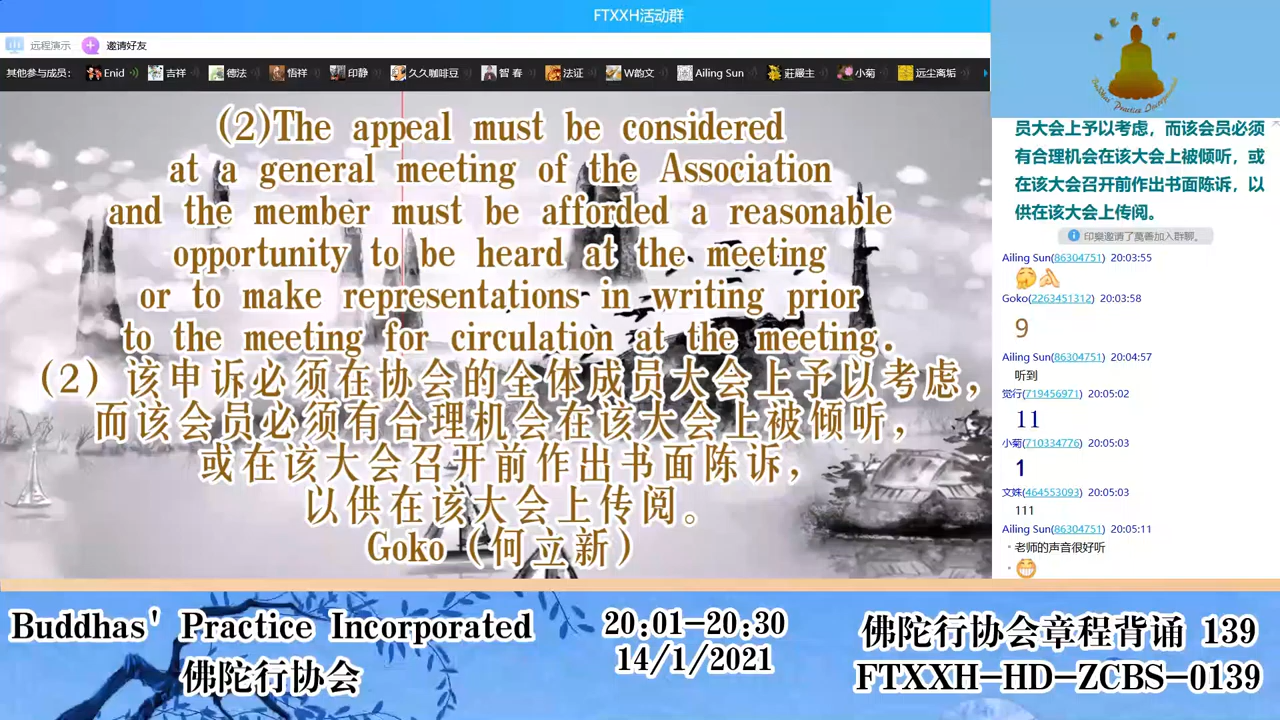 FTXXH活动群
远程演示 邀请好友
其他参与成员： Enid 吉祥 德法 悟祥 印静 久久咖啡豆 智春 法证 W韵文 Ailing Sun 莊嚴主 小菊 远尘离垢
(2)The appeal must be considered
at a general meeting of the Association
and the member must be afforded a reasonable
opportunity to be heard at the meeting
or to make representations in writing prior
to the meeting for circulation at the meeting.
(2) 该申诉必须在协会的全体成员大会上予以考虑，
而该会员必须有合理机会在该大会上被倾听，
或在该大会召开前作出书面陈诉，
以供在该大会上传阅。
Goko (何立新)
Buddhas Practice Incorporated
员大会上予以考虑，而该会员必须
有合理机会在该大会上被倾听，或
在该大会召开前作出书面陈诉，以
供在该大会上传阅。
Ailing Sun(86304751) 20:03:55
Goko(2263451312) 20:03:58
9
Ailing Sun(86304751) 20:04:57
听到
觉行(719456971) 20:05:02
11
小菊(710334776) 20:05:03
1
文姝(464553093) 20:05:03
111
Ailing Sun(86304751) 20:05:11
老师的声音很好听
Buddhas' Practice Incorporated
佛陀行协会
20:01-20:30
14/1/2021
佛陀行协会章程背诵 139
FTXXH-HD-ZCBS-0139